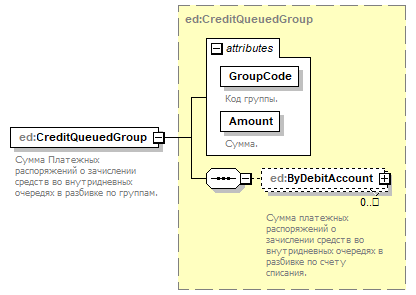 ed:CreditQueuedGroup
attributes
GroupCode
Код группы.
Amount
Сумма.
ed:CreditQueuedGroup
Сумма Платежных
распоряжений о зачислении
средств во внутридневных
очередях в разбивке по группам.
ed:ByDebitAccount
0..
Сумма платежных
распоряжений о
зачислении средств во
внутридневных очередях в
разбивке по счету
списания.